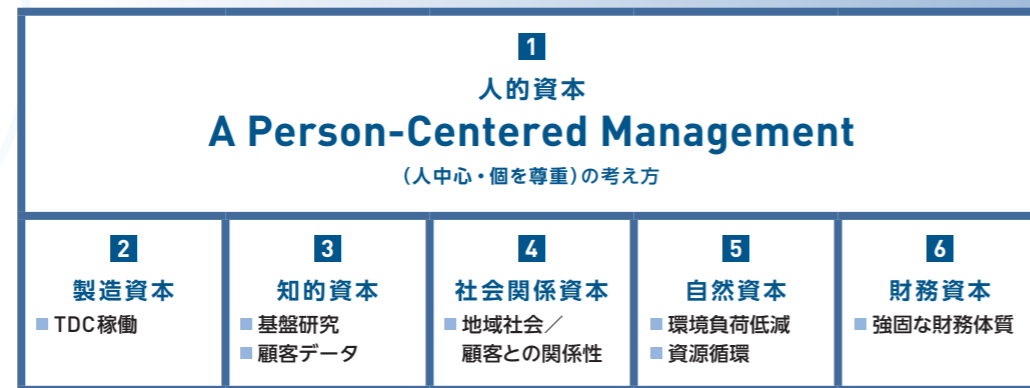 1
人的資本
A Person-Centered Management
（人中心・個を尊重）の考え方
2
製造資本
TDC稼働
3
知的資本
基盤研究
顧客データ
4
社会関係資本
地域社会／
顧客との関係性
5
自然資本
環境負荷低減
資源循環
6
財務資本
強固な財務体質